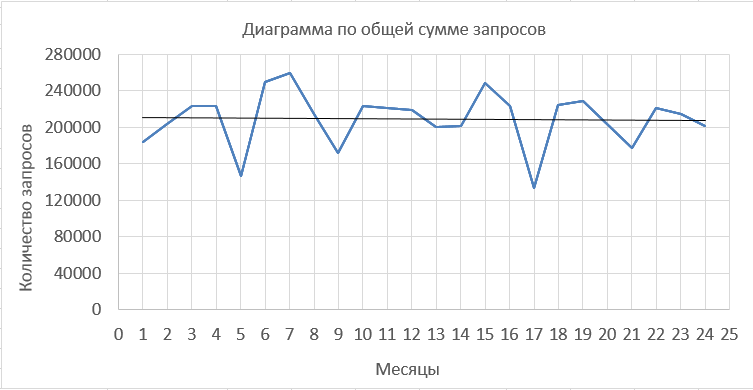 Диаграмма по общей сумме запросов
280000
240000
200000
160000
120000
80000
40000
0
Количество запросов
0 1 2 3 4 5 6 7 8 9 10 11 12 13 14 15 16 17 18 19 20 21 22 23 24 25
Месяцы